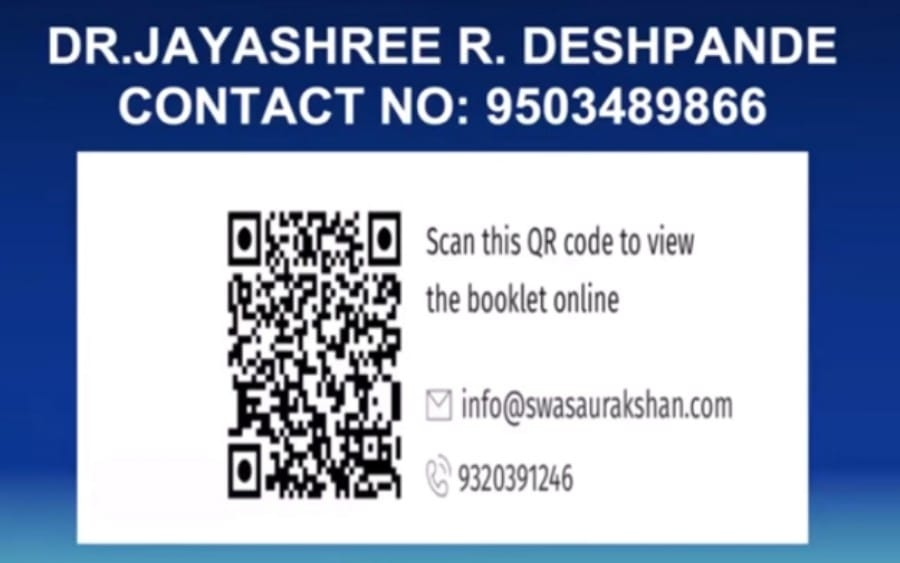 DR.JAYASHREE R. DESHPANDE
CONTACT NO: 9503489866
Scan this QR code to view
the booklet online
info@swasaurakshan.com
9320391246